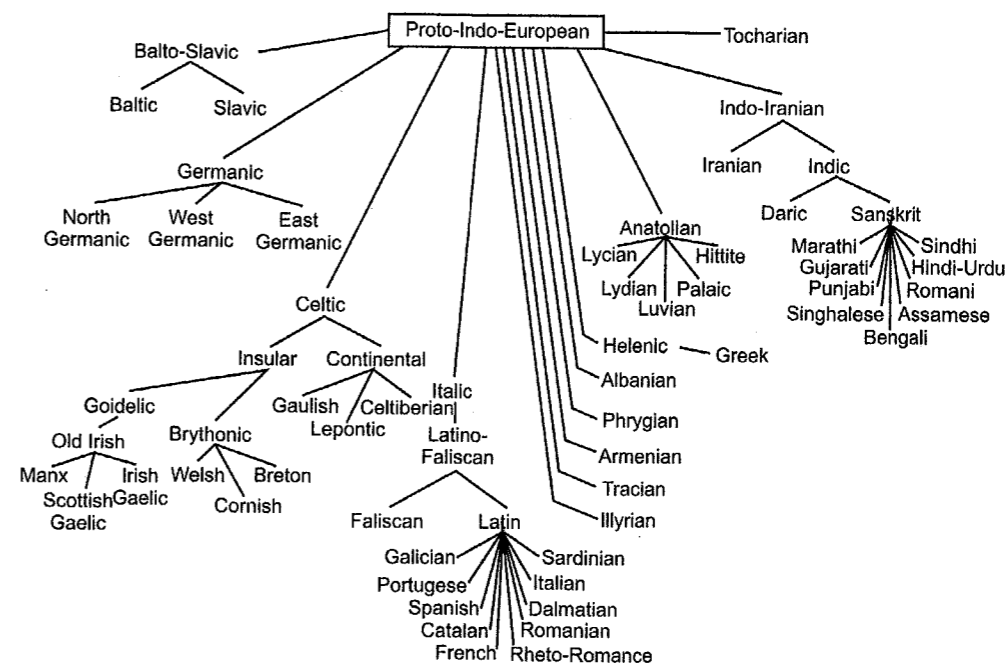 Proto-Indo-European
Tocharian
Balto-Slavic
Baltic
Slavic
Indo-Iranian
Iranian
Indic
Daric
Sanskrit
Marathi
Sindhi
Gujarati
Hindi-Urdu
Punjabi
Romani
Singhalese
Assamese
Bengali
Germanic
North
Germanic
West
Germanic
East
Germanic
Anatolian
Lycian
Hittite
Lydian
Palaic
Luvian
Celtic
Insular
Continental
Goidelic
Old Irish
Manx
Scottish
Gaelic
Irish
Gaelic
Brythonic
Welsh
Breton
Cornish
Gaulish
Celtiberian
Lepontic
Italic
Latino-
Faliscan
Faliscan
Latin
Galician
Sardinian
Portugese
Italian
Spanish
Dalmatian
Catalan
Romanian
French
Rheto-Romance
Helenic
Greek
Albanian
Phrygian
Armenian
Tracian
Illyrian